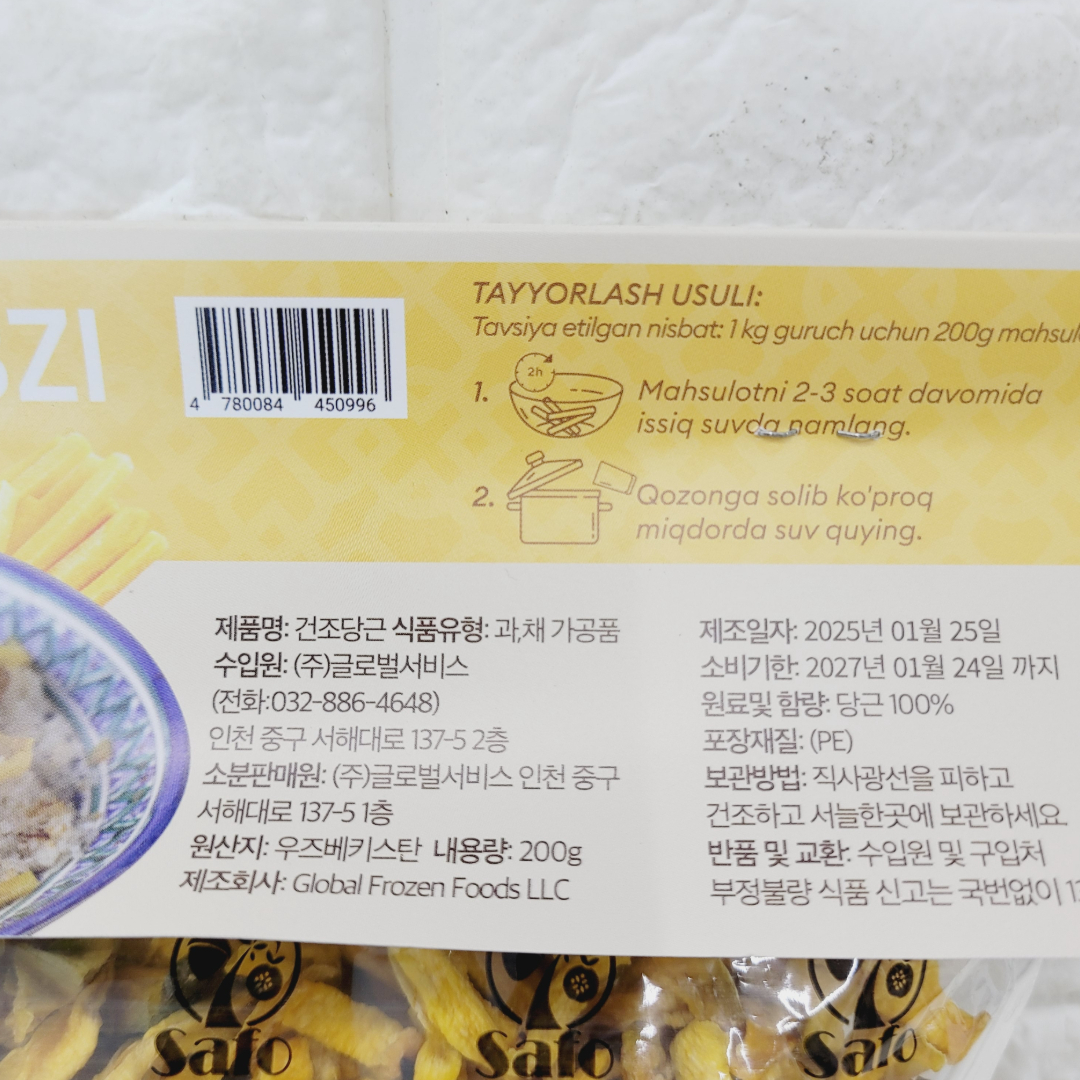 TAYYORLASH USULI:
Tavsiya etilgan nisbat: 1 kg guruch uchun 200g
4 780084 450996
2h
1. Mahsulotni 2-3 soat davomida
issiq suvda namlang.
2. Qozonga solib ko'proq
miqdorda suv quying.
제품명: 건조당근 식품유형: 과,채 가공품
수입원: (주)글로벌서비스
(전화:032-886-4648)
인천 중구 서해대로 137-5 2층
소분판매원: (주)글로벌서비스 인천 중구
서해대로 137-5 1층
원산지: 우즈베키스탄 내용량: 200g
제조회사: Global Frozen Foods LLC
제조일자: 2025년 01월 25일
소비기한: 2027년 01월 24일 까지
원료및 함량: 당근 100%
포장재질: (PE)
보관방법: 직사광선을 피하고
건조하고 서늘한곳에 보관하세요.
반품 및 교환: 수입원 및 구입처
부정불량 식품 신고는 국번없이
Safo Safo Safo